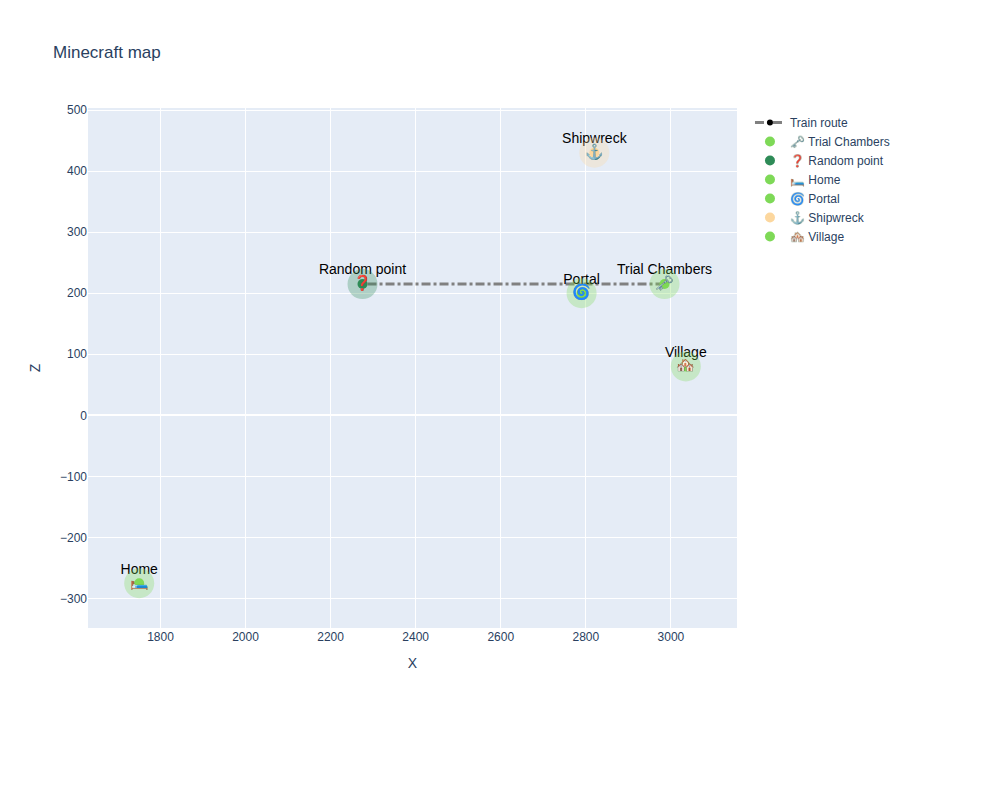 Minecraft map
500
400
300
200
100
0
−100
−200
−300
Z
Shipwreck
Random point
Portal
Trial Chambers
Village
Home
1800
2000
2200
2400
2600
2800
3000
X
Train route
🗝️ Trial Chambers
❓ Random point
🛏️ Home
🌀 Portal
⚓ Shipwreck
🏘️ Village